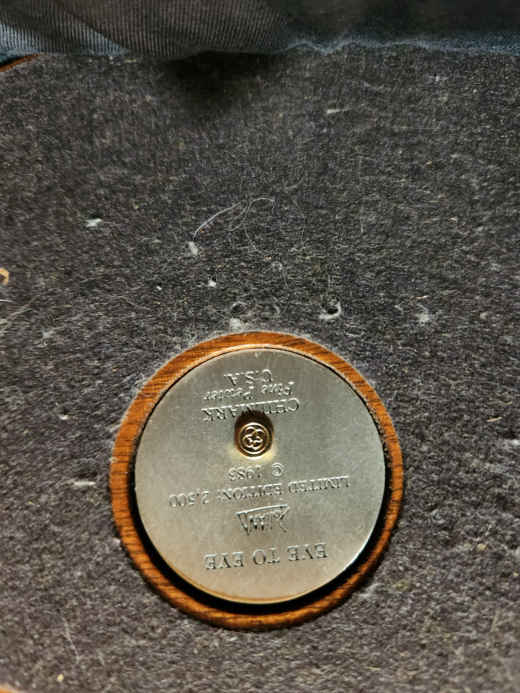 EYE TO EYE
LIMITED EDITION: 2,500
© 1983
CHILMARK
Fine Pewter
U.S.A.